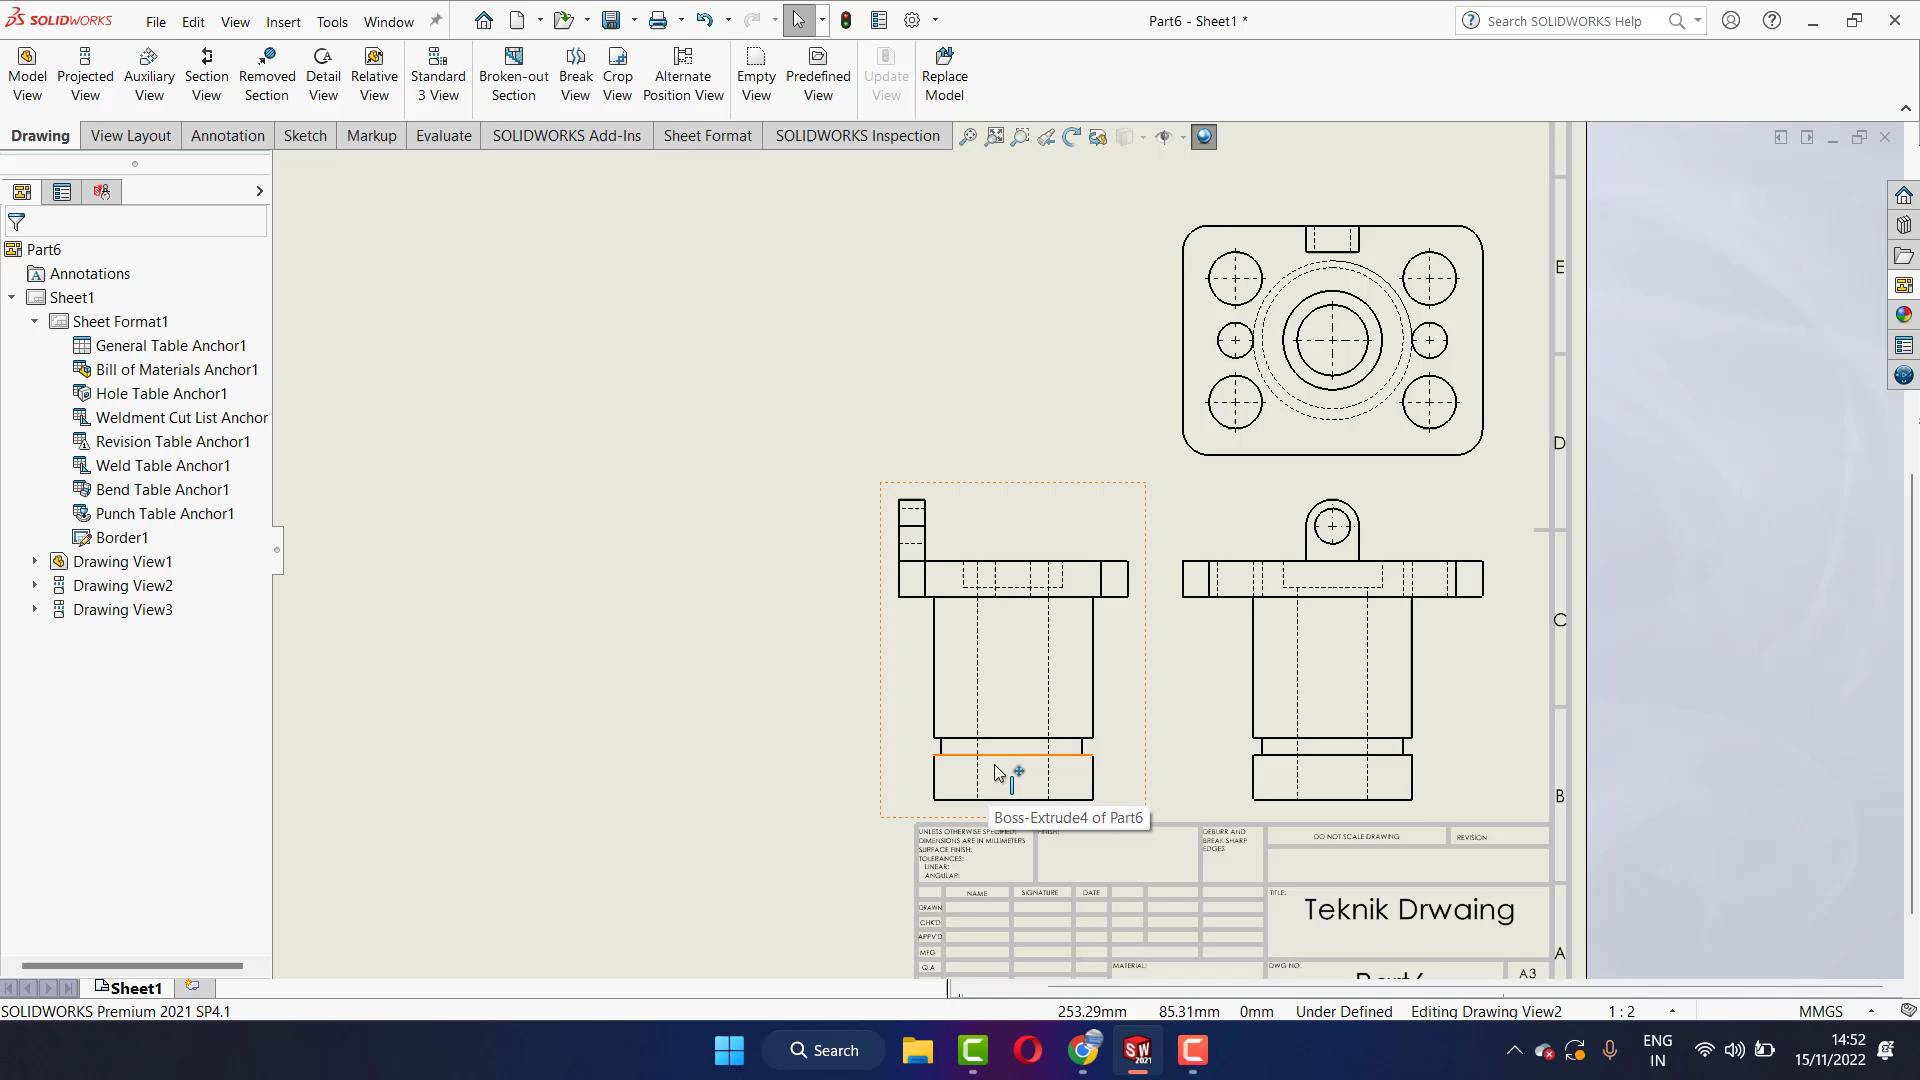 SOLIDWORKS
File
Edit
View
Insert
Tools
Window
Part6 - Sheet1 *
Search SOLIDWORKS Help
Model View
Projected View
Auxiliary View
Section View
Removed Section
Detail View
Relative View
Standard 3 View
Broken-out Section
Break View
Crop View
Alternate Position View
Empty View
Predefined View
Update View
Replace Model
Drawing
View Layout
Annotation
Sketch
Markup
Evaluate
SOLIDWORKS Add-Ins
Sheet Format
SOLIDWORKS Inspection
Part6
Annotations
Sheet1
Sheet Format1
General Table Anchor1
Bill of Materials Anchor1
Hole Table Anchor1
Weldment Cut List Anchor
Revision Table Anchor1
Weld Table Anchor1
Bend Table Anchor1
Punch Table Anchor1
Border1
Drawing View1
Drawing View2
Drawing View3
E
D
C
B
A
Boss-Extrude4 of Part6
UNLESS OTHERWISE SPECIFIED:
DIMENSIONS ARE IN MILLIMETERS
SURFACE FINISH:
TOLERANCES:
LINEAR:
ANGULAR:
FINISH:
DEBURR AND
BREAK SHARP
EDGES
DO NOT SCALE DRAWING
REVISION
NAME
SIGNATURE
DATE
DRAWN
CHK'D
APPV'D
MFG
Q.A
TITLE:
Teknik Drwaing
MATERIAL:
DWG NO.
Part6
A3
Sheet1
SOLIDWORKS Premium 2021 SP4.1
253.29mm
85.31mm
0mm
Under Defined
Editing Drawing View2
1 : 2
MMGS
Search
SW
2021
ENG
IN
14:52
15/11/2022